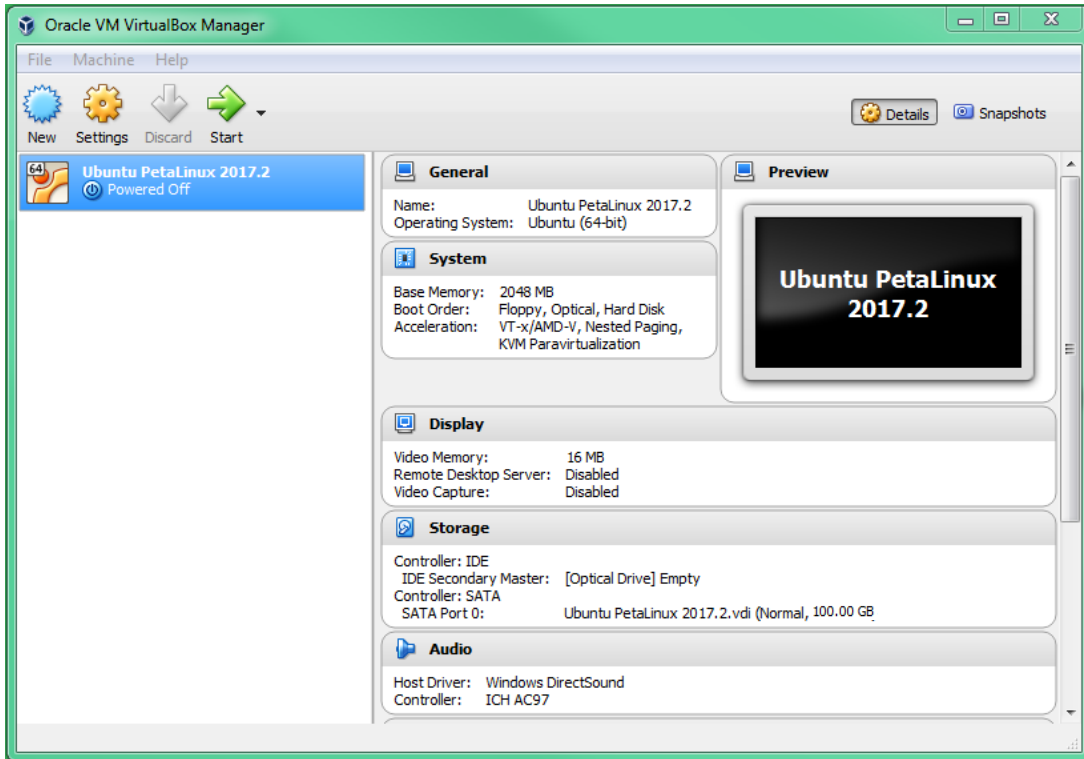 Oracle VM VirtualBox Manager
File Machine Help
New Settings Discard Start
Details Snapshots
64
Ubuntu PetaLinux 2017.2
Powered Off
General
Name: Ubuntu PetaLinux 2017.2
Operating System: Ubuntu (64-bit)
System
Base Memory: 2048 MB
Boot Order: Floppy, Optical, Hard Disk
Acceleration: VT-x/AMD-V, Nested Paging,
KVM Paravirtualization
Preview
Ubuntu PetaLinux
2017.2
Display
Video Memory: 16 MB
Remote Desktop Server: Disabled
Video Capture: Disabled
Storage
Controller: IDE
IDE Secondary Master: [Optical Drive] Empty
Controller: SATA
SATA Port 0: Ubuntu PetaLinux 2017.2.vdi (Normal, 100.00 GB
Audio
Host Driver: Windows DirectSound
Controller: ICH AC97